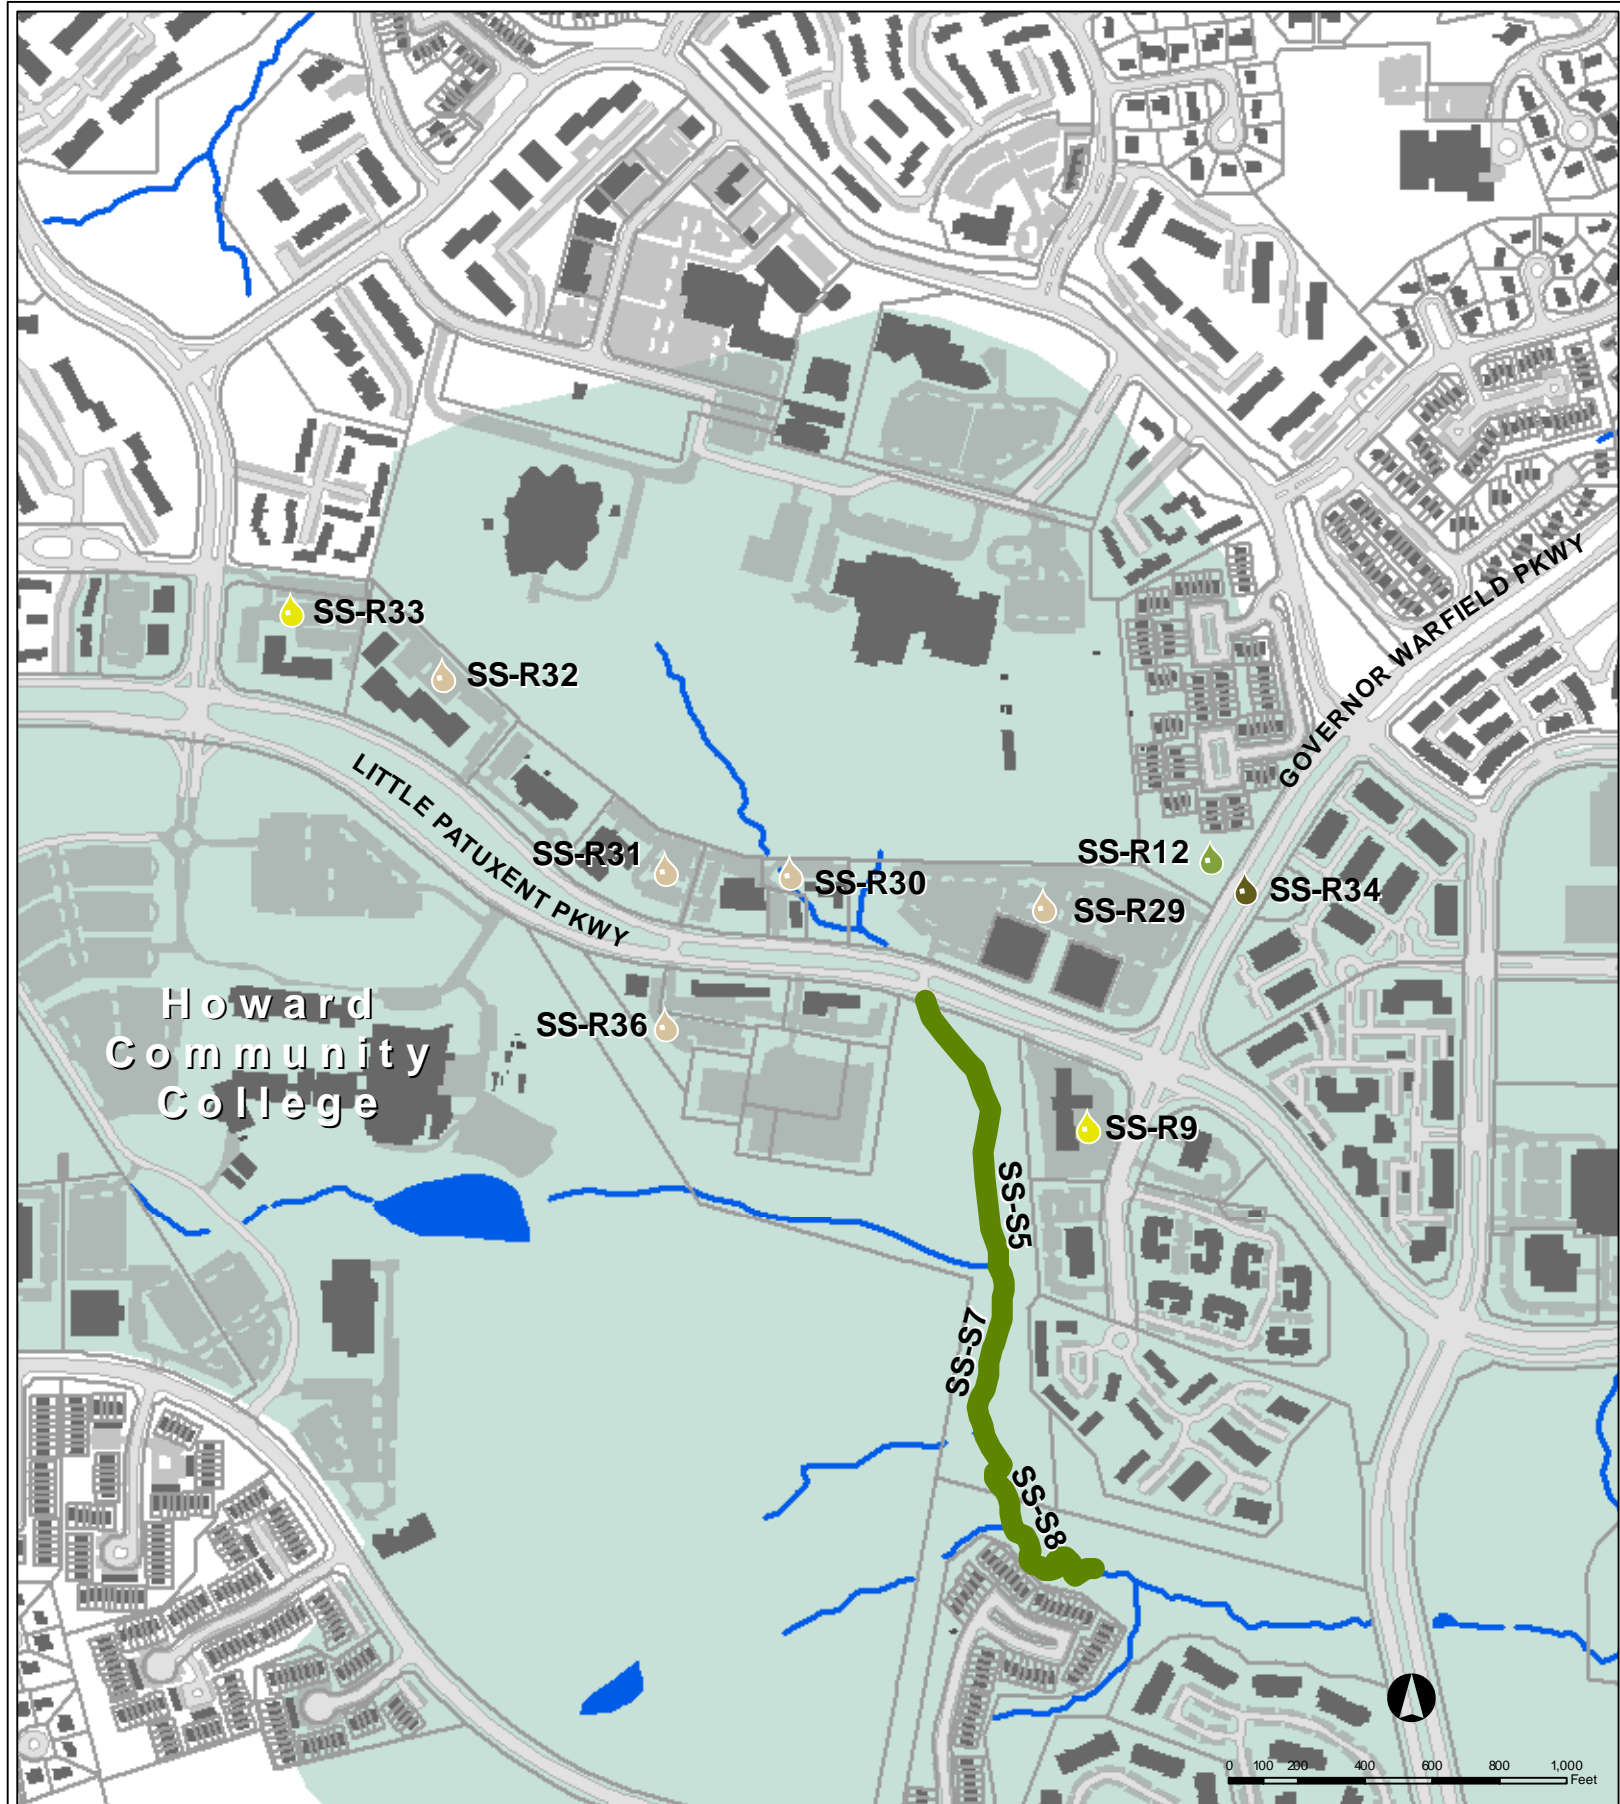 GOVERNOR WARFIELD PKWY
SS-R33
SS-R32
LITTLE PATUXENT PKWY
SS-R31
SS-R30
SS-R12
SS-R34
SS-R29
Howard
Community
College
SS-R36
SS-R9
SS-S5
SS-S7
SS-S8
0 100 200 400 600 800 1,000
Feet